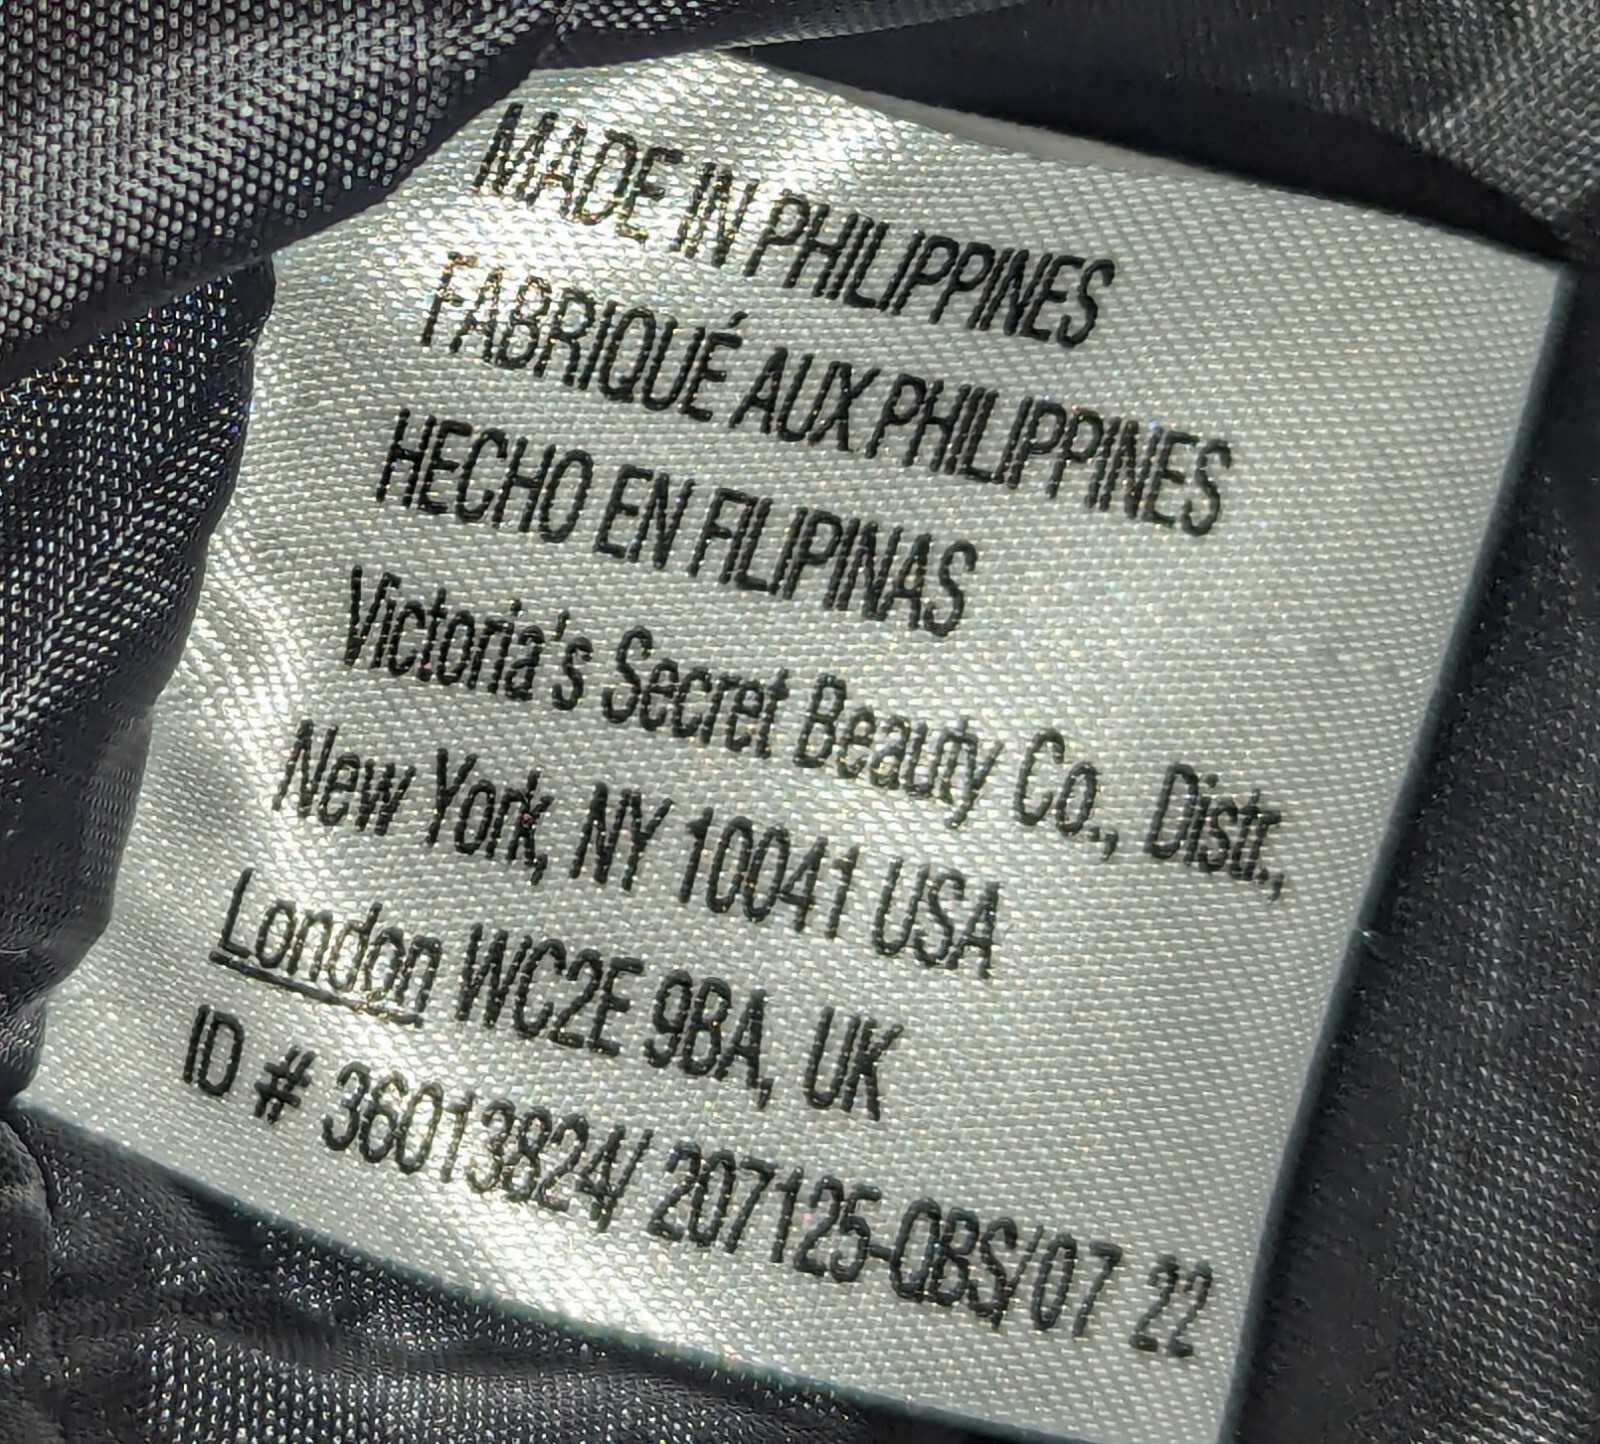 MADE IN PHILIPPINES
FABRIQUÉ AUX PHILIPPINES
HECHO EN FILIPINAS
Victoria's Secret Beauty Co., Distr.,
New York, NY 10041 USA
London WC2E 9BA, UK
ID # 36013824/ 207125-QBS/07 22